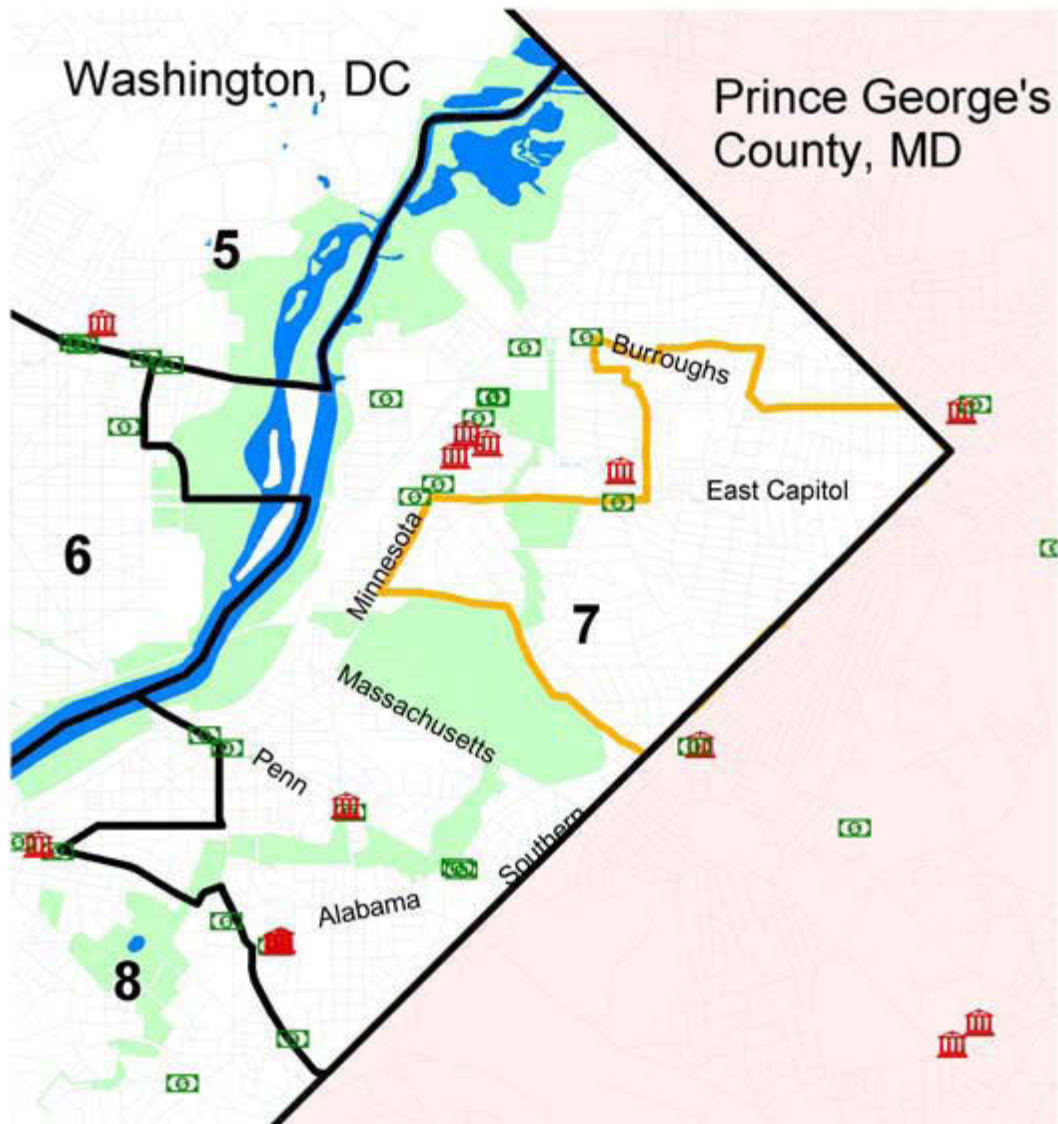 Washington, DC
Prince George's
County, MD
5
Burroughs
East Capitol
Minnesota
6
7
Massachusetts
Penn
Southern
Alabama
8